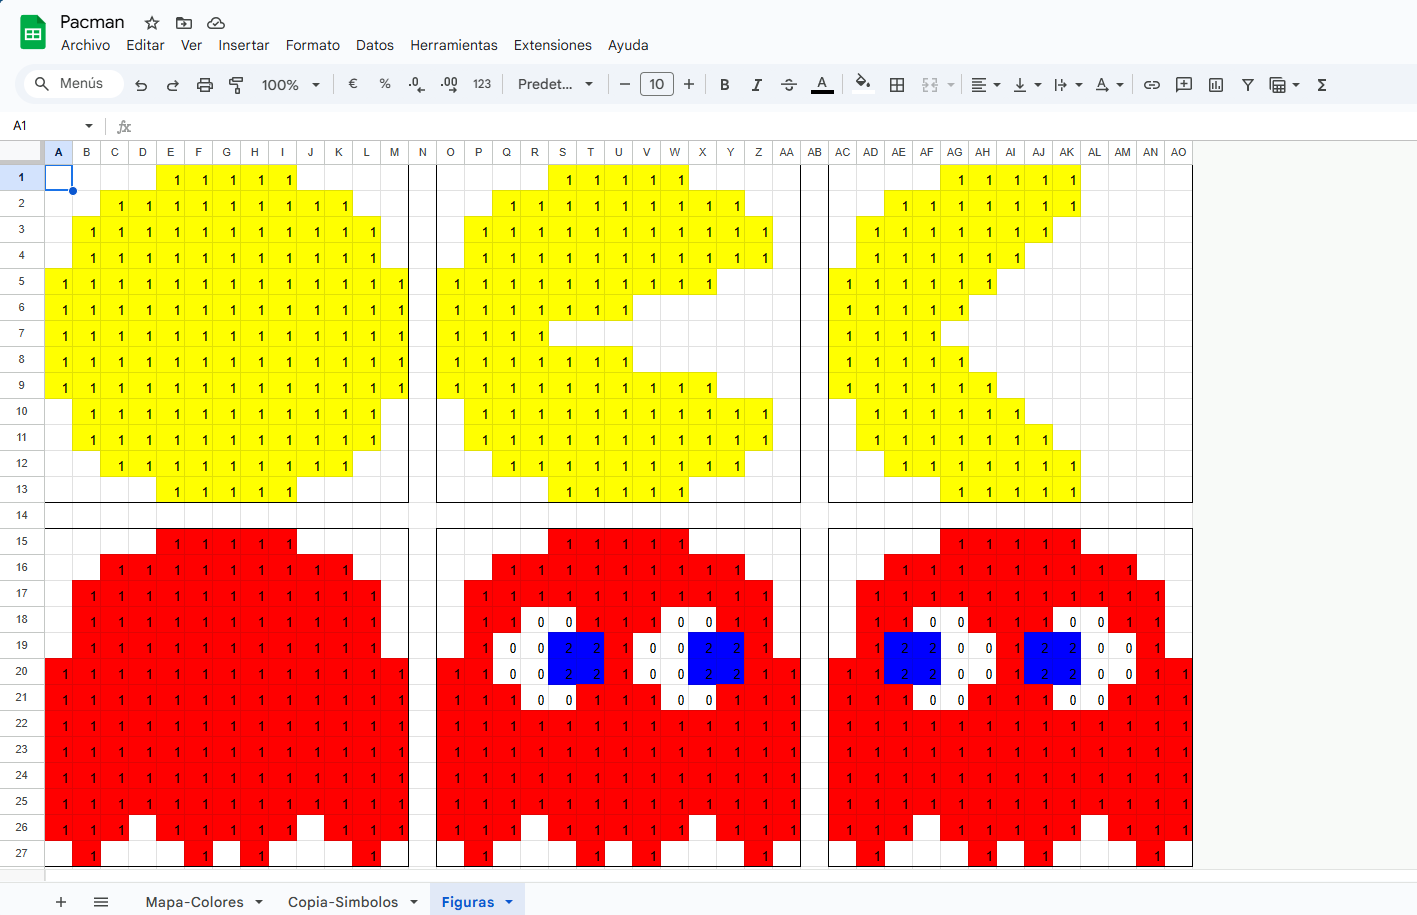 Pacman
Archivo Editar Ver Insertar Formato Datos Herramientas Extensiones Ayuda
Menús 100% € % .0 .00 123 Predet... 10 B I S A A Σ
A1 fx
A B C D E F G H I J K L M N O P Q R S T U V W X Y Z AA AB AC AD AE AF AG AH AI AJ AK AL AM AN AO
1 1 1 1 1 1 1 1 1 1 1 1 1 1 1 1
2 1 1 1 1 1 1 1 1 1 1 1 1 1 1 1 1 1 1 1 1 1 1 1 1 1
3 1 1 1 1 1 1 1 1 1 1 1 1 1 1 1 1 1 1 1 1 1 1 1 1 1 1 1 1 1
4 1 1 1 1 1 1 1 1 1 1 1 1 1 1 1 1 1 1 1 1 1 1 1 1 1 1 1 1
5 1 1 1 1 1 1 1 1 1 1 1 1 1 1 1 1 1 1 1 1 1 1 1 1 1 1 1 1 1
6 1 1 1 1 1 1 1 1 1 1 1 1 1 1 1 1 1 1 1 1 1 1 1 1 1
7 1 1 1 1 1 1 1 1 1 1 1 1 1 1 1 1 1 1 1 1 1
8 1 1 1 1 1 1 1 1 1 1 1 1 1 1 1 1 1 1 1 1 1 1 1 1 1
9 1 1 1 1 1 1 1 1 1 1 1 1 1 1 1 1 1 1 1 1 1 1 1 1 1 1 1 1 1
10 1 1 1 1 1 1 1 1 1 1 1 1 1 1 1 1 1 1 1 1 1 1 1 1 1 1 1 1
11 1 1 1 1 1 1 1 1 1 1 1 1 1 1 1 1 1 1 1 1 1 1 1 1 1 1 1 1 1
12 1 1 1 1 1 1 1 1 1 1 1 1 1 1 1 1 1 1 1 1 1 1 1 1 1
13 1 1 1 1 1 1 1 1 1 1 1 1 1 1 1
14
15 1 1 1 1 1 1 1 1 1 1 1 1 1 1 1
16 1 1 1 1 1 1 1 1 1 1 1 1 1 1 1 1 1 1 1 1 1 1 1 1 1 1 1
17 1 1 1 1 1 1 1 1 1 1 1 1 1 1 1 1 1 1 1 1 1 1 1 1 1 1 1 1 1 1 1 1 1
18 1 1 1 1 1 1 1 1 1 1 1 1 1 0 0 1 1 1 0 0 1 1 1 1 0 0 1 1 1 0 0 1 1
19 1 1 1 1 1 1 1 1 1 1 1 1 0 0 2 2 1 0 0 2 2 1 1 2 2 0 0 1 2 2 0 0 1
20 1 1 1 1 1 1 1 1 1 1 1 1 1 1 1 0 0 2 2 1 0 0 2 2 1 1 1 1 2 2 0 0 1 2 2 0 0 1 1
21 1 1 1 1 1 1 1 1 1 1 1 1 1 1 1 1 0 0 1 1 1 0 0 1 1 1 1 1 1 0 0 1 1 1 0 0 1 1 1
22 1 1 1 1 1 1 1 1 1 1 1 1 1 1 1 1 1 1 1 1 1 1 1 1 1 1 1 1 1 1 1 1 1 1 1 1 1 1 1
23 1 1 1 1 1 1 1 1 1 1 1 1 1 1 1 1 1 1 1 1 1 1 1 1 1 1 1 1 1 1 1 1 1 1 1 1 1 1 1
24 1 1 1 1 1 1 1 1 1 1 1 1 1 1 1 1 1 1 1 1 1 1 1 1 1 1 1 1 1 1 1 1 1 1 1 1 1 1 1
25 1 1 1 1 1 1 1 1 1 1 1 1 1 1 1 1 1 1 1 1 1 1 1 1 1 1 1 1 1 1 1 1 1 1 1 1 1 1 1
26 1 1 1 1 1 1 1 1 1 1 1 1 1 1 1 1 1 1 1 1 1 1 1 1 1 1 1 1 1 1 1 1 1
27 1 1 1 1 1 1 1 1 1 1 1 1
Mapa-Colores Copia-Simbolos Figuras